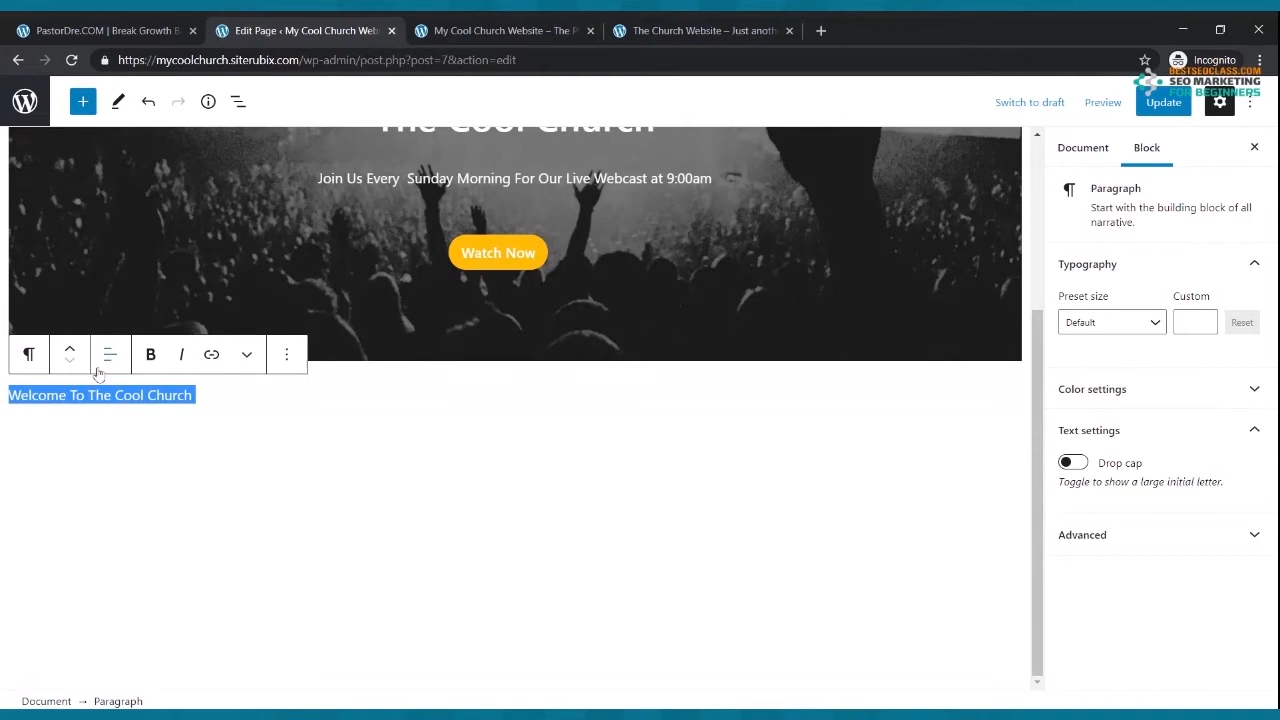 PastorDre.COM | Break Growth B
Edit Page ‹ My Cool Church Web
My Cool Church Website – The P
The Church Website – Just anoth
https://mycoolchurch.siterubix.com/wp-admin/post.php?post=7&action=edit
Incognito
BESTSEOCLASS.COM
SEO MARKETING
FOR BEGINNERS
Switch to draft
Preview
Update
The Cool Church
Join Us Every Sunday Morning For Our Live Webcast at 9:00am
Watch Now
B
I
Welcome To The Cool Church
Document
Block
Paragraph
Start with the building block of all
narrative.
Typography
Preset size
Custom
Default
Reset
Color settings
Text settings
Drop cap
Toggle to show a large initial letter.
Advanced
Document → Paragraph